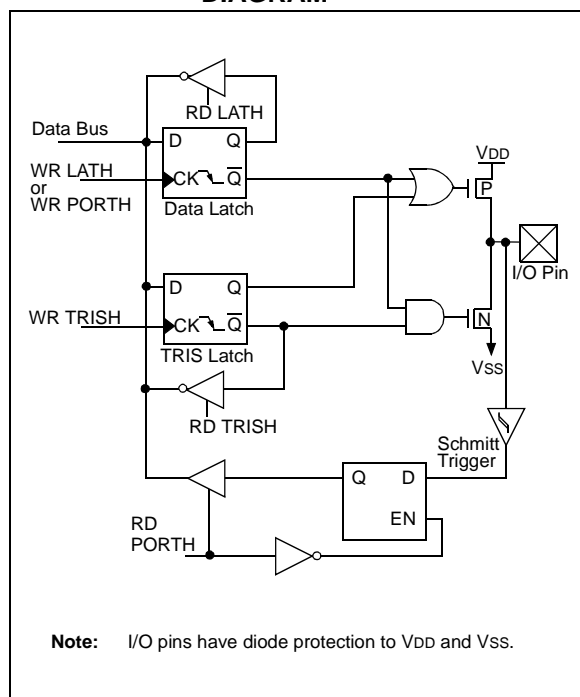 DIAGRAM
RD LATH
Data Bus
D Q
VDD
WR LATH
or
WR PORTH
CK Q̅
P
Data Latch
I/O Pin
D Q
WR TRISH
CK Q̅
N
TRIS Latch
VSS
RD TRISH
Schmitt
Trigger
Q D
EN
RD
PORTH
Note: I/O pins have diode protection to VDD and VSS.